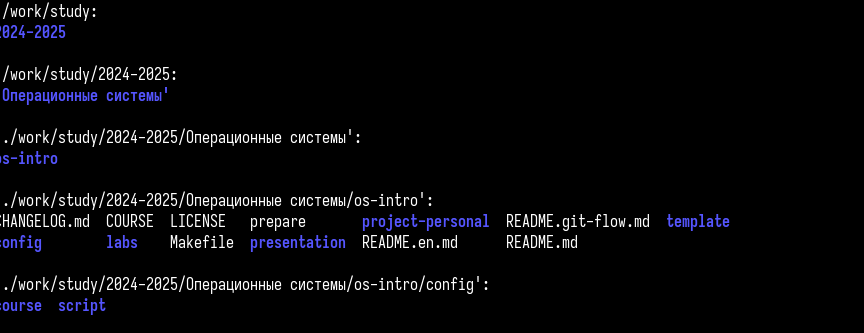 /work/study:
2024-2025
/work/study/2024-2025:
Операционные системы'
./work/study/2024-2025/Операционные системы':
os-intro
./work/study/2024-2025/Операционные системы/os-intro':
CHANGELOG.md COURSE LICENSE prepare project-personal README.git-flow.md template
config labs Makefile presentation README.en.md README.md
./work/study/2024-2025/Операционные системы/os-intro/config':
course script